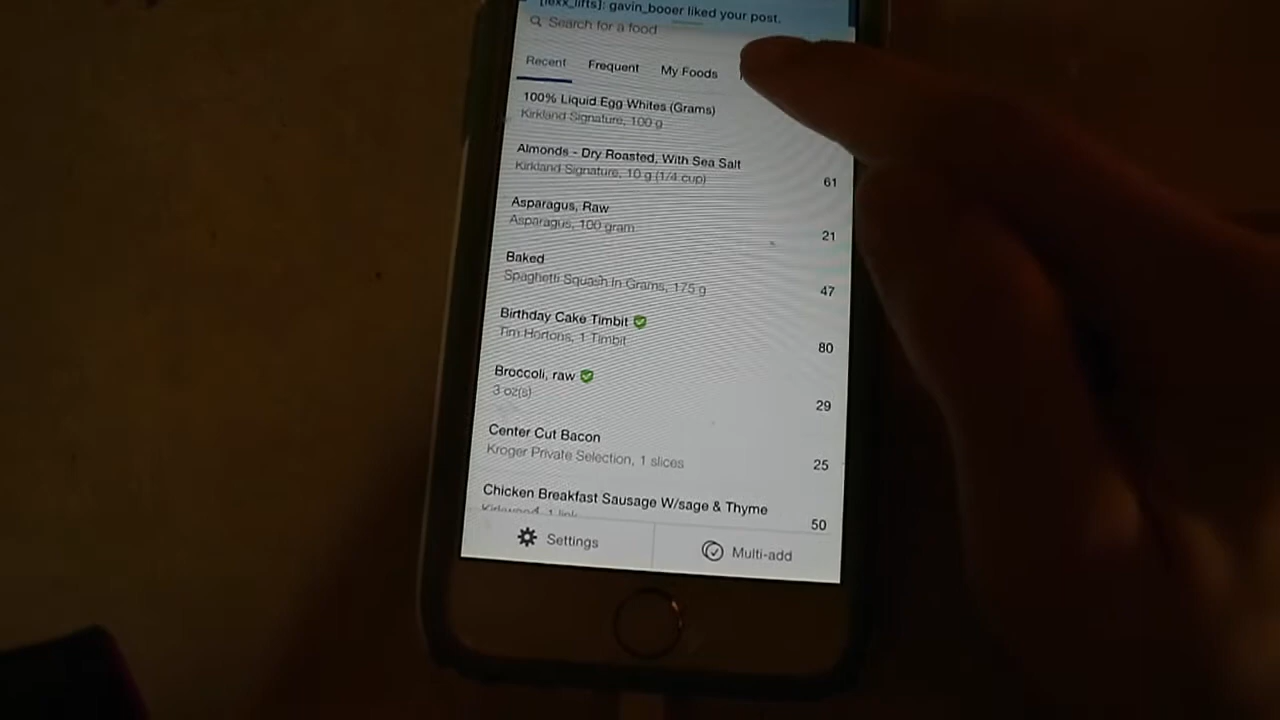 [lexx_lifts]: gavin_booer liked your post.
Search for a food
Recent Frequent My Foods
100% Liquid Egg Whites (Grams)
Kirkland Signature, 100 g
Almonds - Dry Roasted, With Sea Salt
Kirkland Signature, 10 g (1/4 cup)
61
Asparagus, Raw
Asparagus, 100 gram
21
Baked
Spaghetti Squash In Grams, 175 g
47
Birthday Cake Timbit
Tim Hortons, 1 Timbit
80
Broccoli, raw
3 oz(s)
29
Center Cut Bacon
Kroger Private Selection, 1 slices
25
Chicken Breakfast Sausage W/sage & Thyme
50
Settings
Multi-add